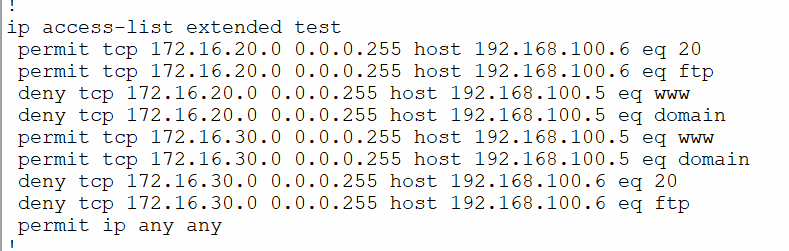 !
ip access-list extended test
permit tcp 172.16.20.0 0.0.0.255 host 192.168.100.6 eq 20
permit tcp 172.16.20.0 0.0.0.255 host 192.168.100.6 eq ftp
deny tcp 172.16.20.0 0.0.0.255 host 192.168.100.5 eq www
deny tcp 172.16.20.0 0.0.0.255 host 192.168.100.5 eq domain
permit tcp 172.16.30.0 0.0.0.255 host 192.168.100.5 eq www
permit tcp 172.16.30.0 0.0.0.255 host 192.168.100.5 eq domain
deny tcp 172.16.30.0 0.0.0.255 host 192.168.100.6 eq 20
deny tcp 172.16.30.0 0.0.0.255 host 192.168.100.6 eq ftp
permit ip any any
!